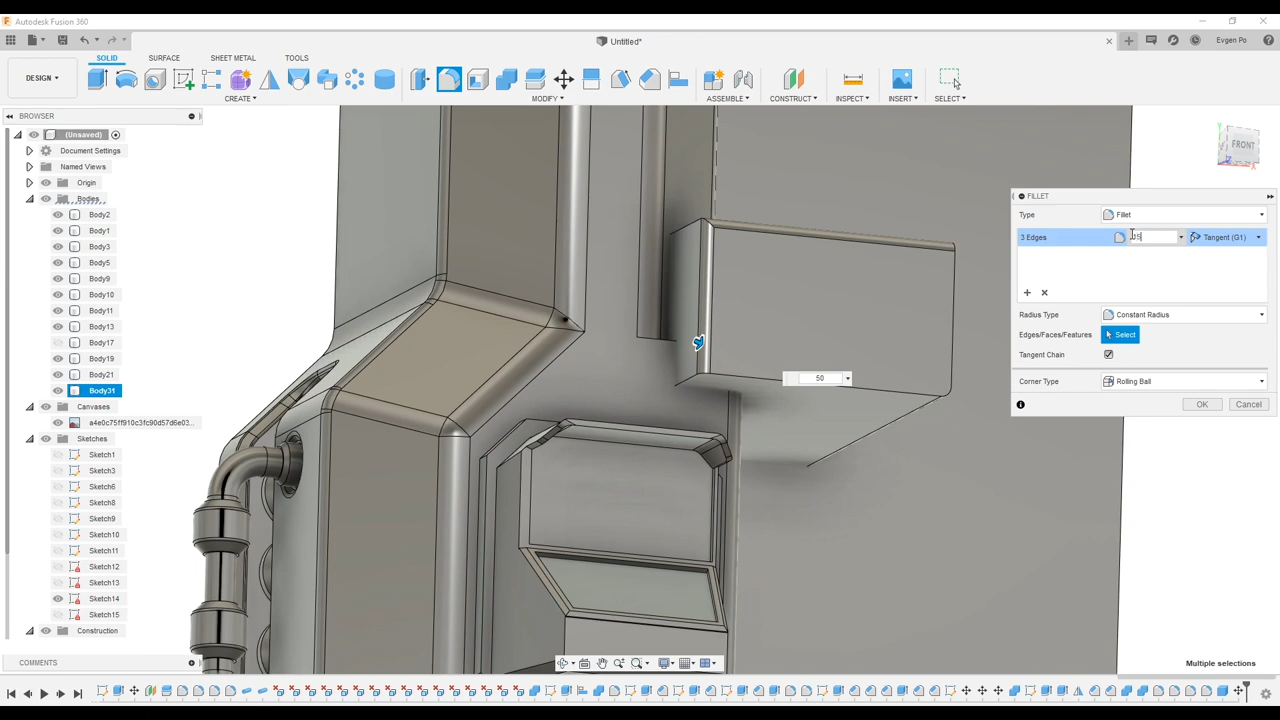 Autodesk Fusion 360
Untitled*
Evgen Po
DESIGN
SOLID
SURFACE
SHEET METAL
TOOLS
CREATE
MODIFY
ASSEMBLE
CONSTRUCT
INSPECT
INSERT
SELECT
BROWSER
(Unsaved)
Document Settings
Named Views
Origin
Bodies
Body2
Body1
Body3
Body5
Body9
Body10
Body11
Body13
Body17
Body19
Body21
Body31
Canvases
a4e0c75ff910c3fc90d57d6e03...
Sketches
Sketch1
Sketch3
Sketch6
Sketch8
Sketch9
Sketch10
Sketch11
Sketch12
Sketch13
Sketch14
Sketch15
Construction
COMMENTS
FRONT
50
FILLET
Type
Fillet
3 Edges
Tangent (G1)
Radius Type
Constant Radius
Edges/Faces/Features
Select
Tangent Chain
Corner Type
Rolling Ball
OK
Cancel
Multiple selections